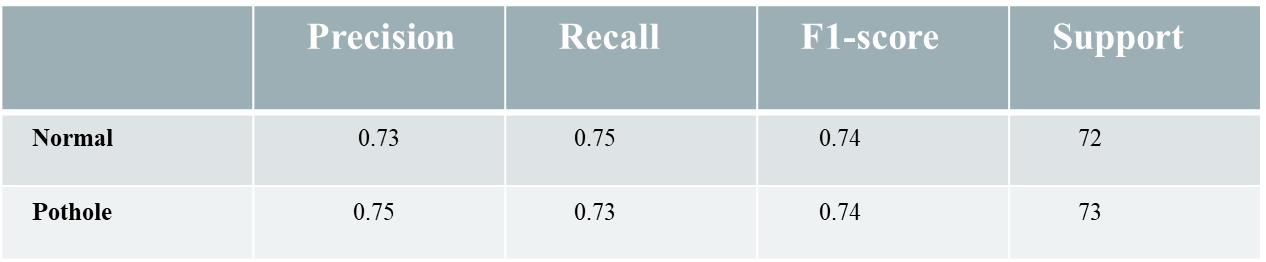 Precision Recall F1-score Support
Normal 0.73 0.75 0.74 72
Pothole 0.75 0.73 0.74 73